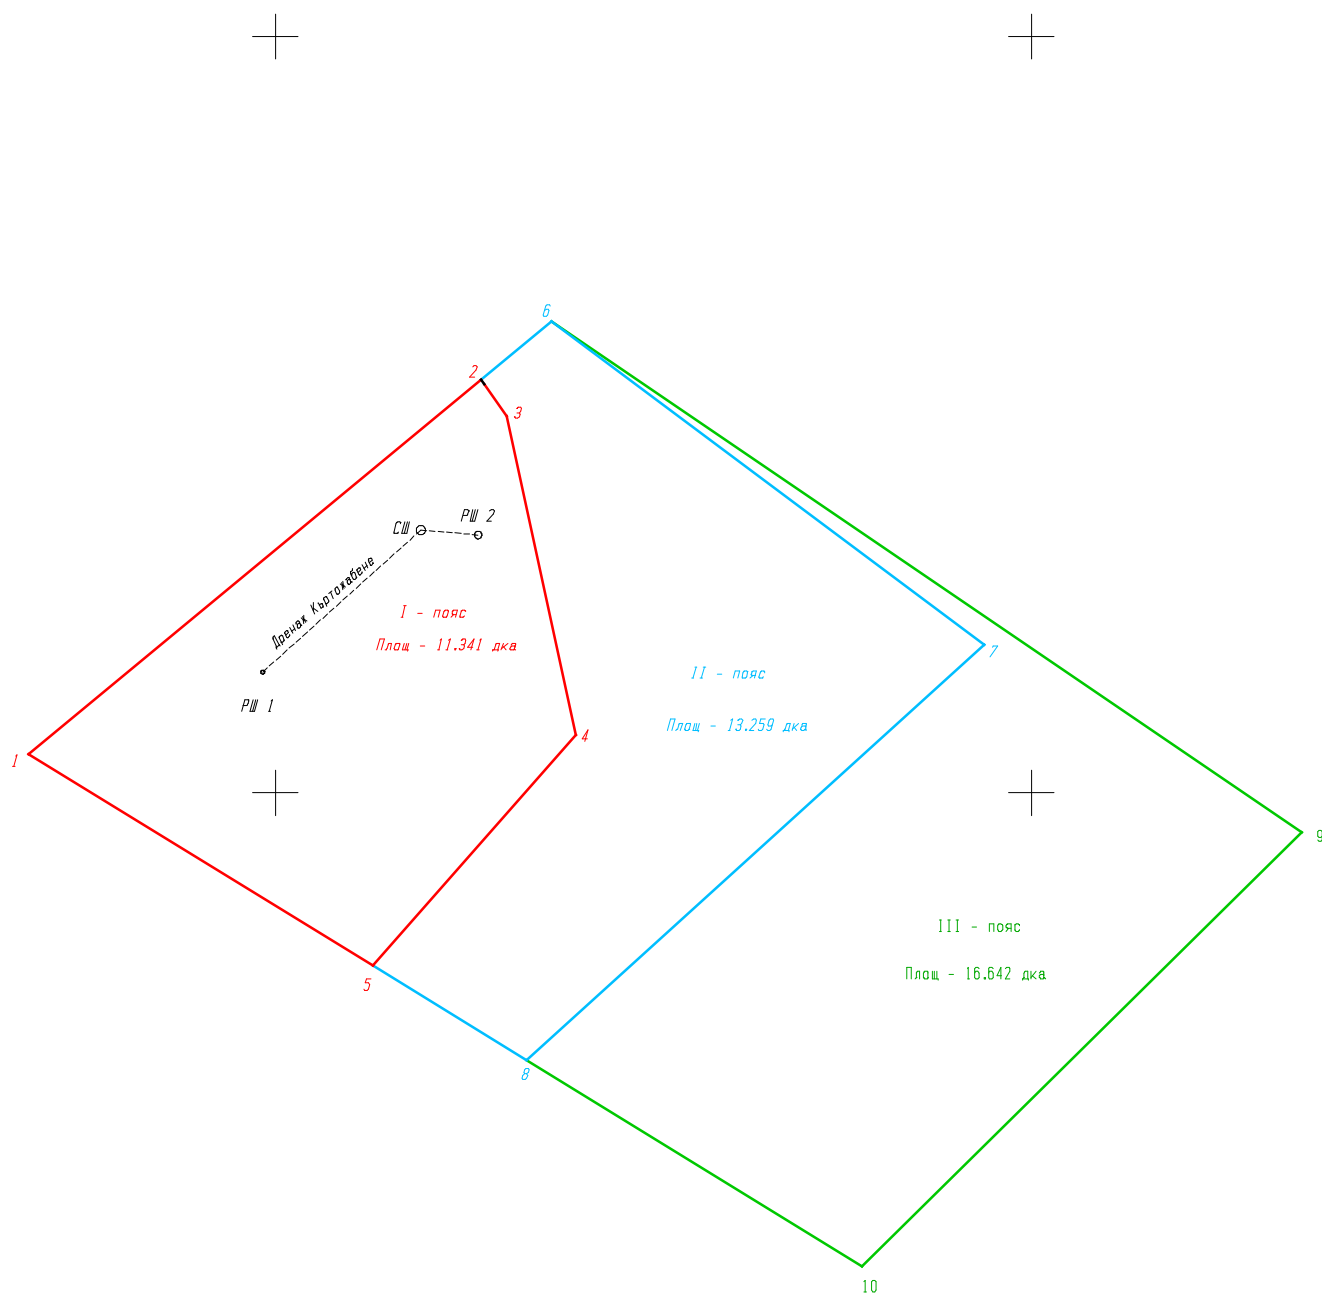 6
2
3
РШ 2
СШ
Дренаж Къртожабене
I - пояс
Площ - 11.341 дка
7
II - пояс
РШ 1
Площ - 13.259 дка
4
1
9
III - пояс
Площ - 16.642 дка
5
8
10